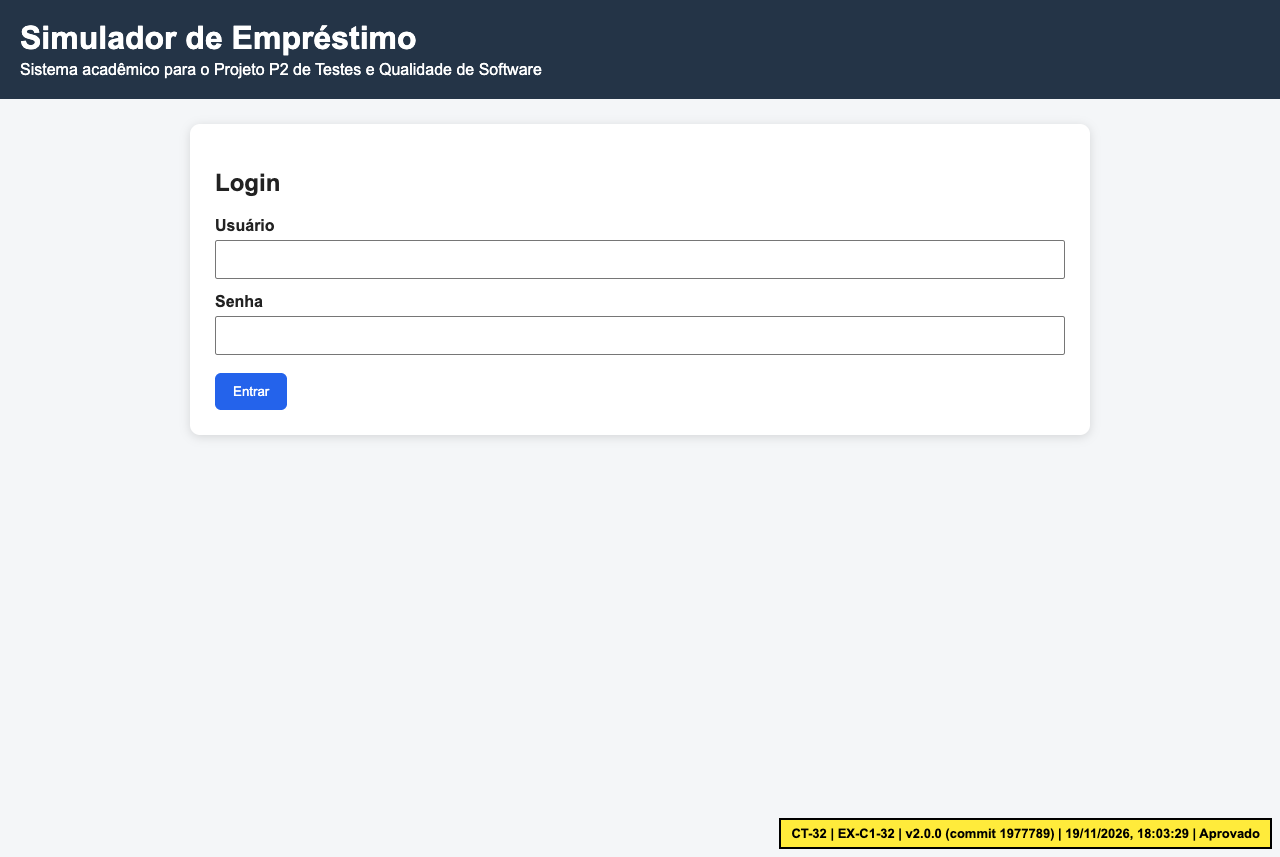 Simulador de Empréstimo
Sistema acadêmico para o Projeto P2 de Testes e Qualidade de Software
Login
Usuário
Senha
Entrar
CT-32 | EX-C1-32 | v2.0.0 (commit 1977789) | 19/11/2026, 18:03:29 | Aprovado